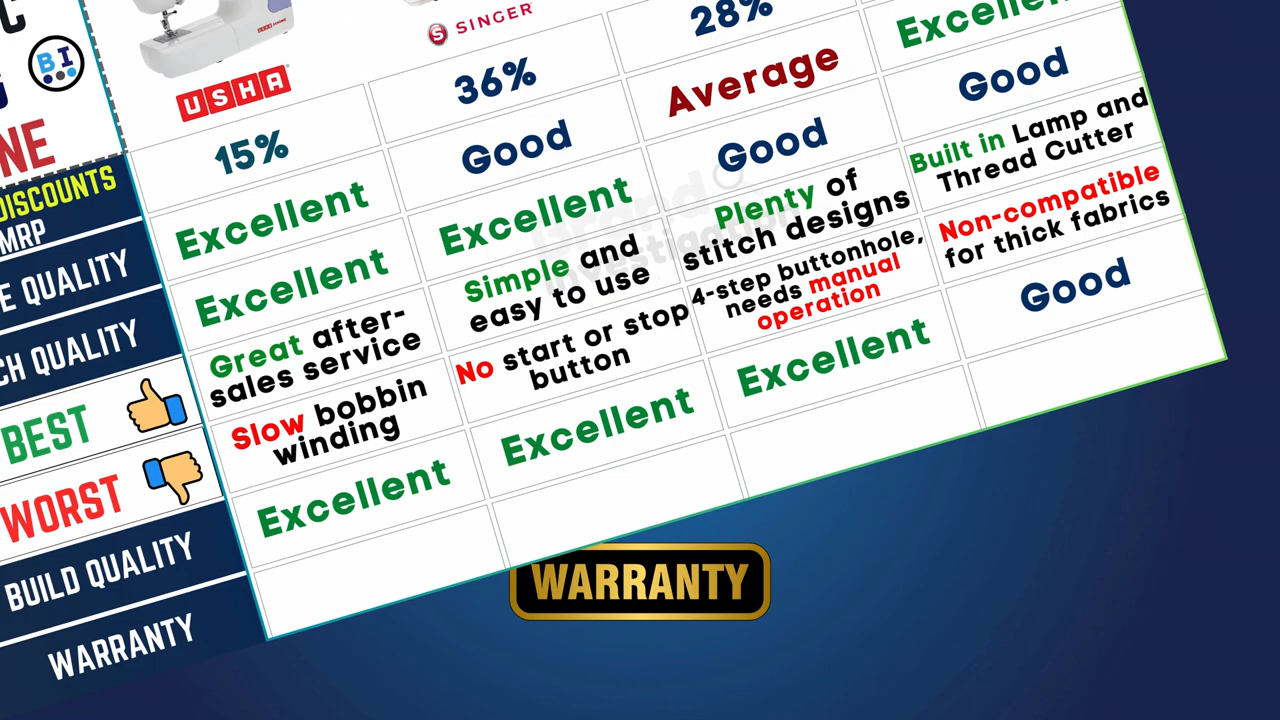 C
BI
NE
DISCOUNTS
MRP
E QUALITY
CH QUALITY
BEST
WORST
BUILD QUALITY
WARRANTY
USHA
15%
Excellent
Excellent
Great after-
sales service
Slow bobbin
winding
Excellent
SINGER
36%
Good
Excellent
Simple and
easy to use
No start or stop
button
Excellent
28%
Average
Good
Plenty of
stitch designs
4-step buttonhole,
needs manual
operation
Excellent
Excellen
Good
Built in Lamp and
Thread Cutter
Non-compatible
for thick fabrics
Good
WARRANTY